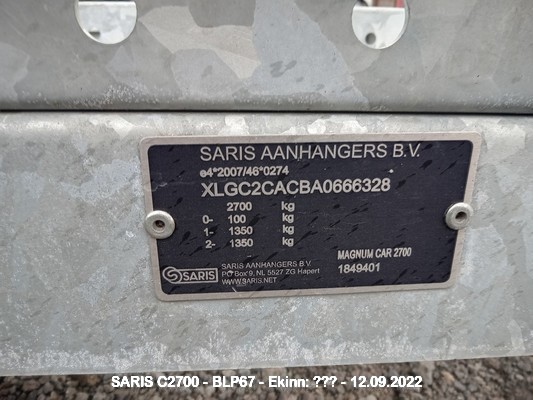 SARIS AANHANGERS B.V.
e4*2007/46*0274
XLGC2CACBA0666328
2700 kg
0- 100 kg
1- 1350 kg
2- 1350 kg
SARIS
SARIS AANHANGERS B.V.
PO Box 9, NL 5527 ZG Hapert
WWW.SARIS.NET
MAGNUM CAR 2700
1849401
SARIS C2700 - BLP67 - Ekinn: ??? - 12.09.2022